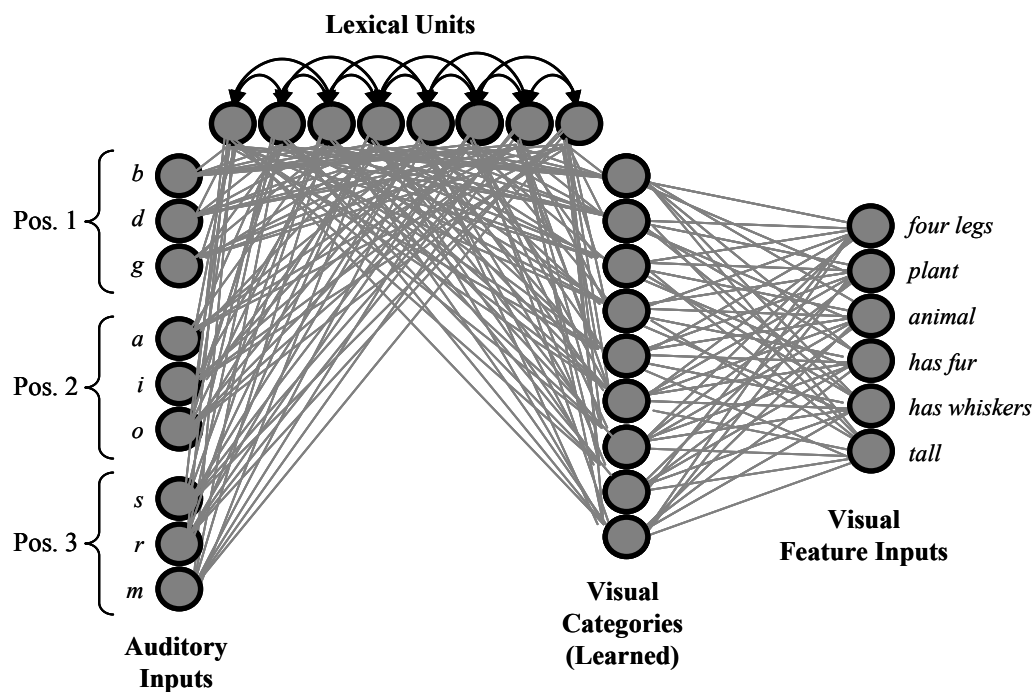 Lexical Units
Pos. 1
b
d
g
Pos. 2
a
i
o
Pos. 3
s
r
m
Auditory
Inputs
Visual
Categories
(Learned)
four legs
plant
animal
has fur
has whiskers
tall
Visual
Feature Inputs